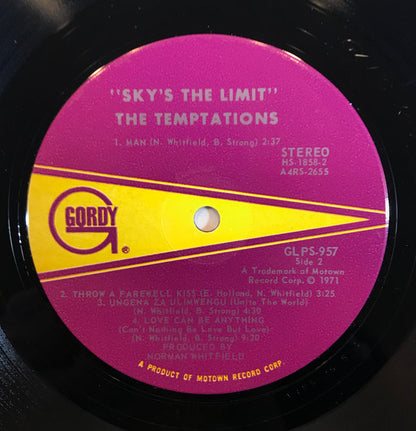 "SKY'S THE LIMIT"
THE TEMPTATIONS
1. MAN (N. Whitfield, B. Strong) 2:37
STEREO
HS-1858-2
A4RS-2655
GORDY
G
®
GLPS-957
Side 2
A Trademark of Motown
Record Corp. © 1971
2. THROW A FAREWELL KISS (E. Holland, N. Whitfield) 3:25
3. UNGENA ZA ULIMWENGU (Unite The World)
(N. Whitfield, B. Strong)
4. LOVE CAN BE ANYTHING
(Can't Nothing Be Love But Love)
(N. Whitfield, B. Strong) 9:20
PRODUCED BY
NORMAN WHITFIELD
A PRODUCT OF MOTOWN RECORD CORP.